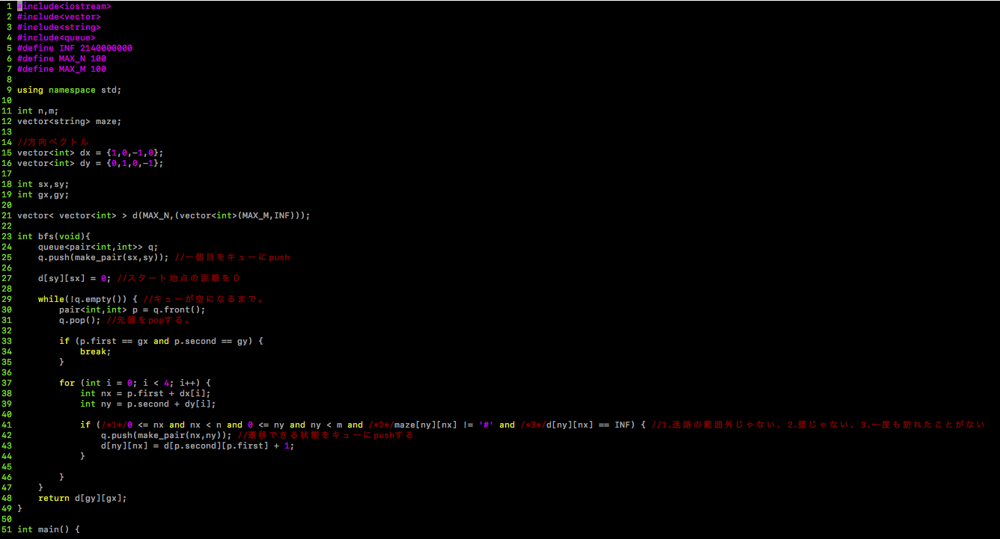 1 #include<iostream>
2 #include<vector>
3 #include<string>
4 #include<queue>
5 #define INF 2140000000
6 #define MAX_N 100
7 #define MAX_M 100
8
9 using namespace std;
10
11 int n,m;
12 vector<string> maze;
13
14 //方向ベクトル
15 vector<int> dx = {1,0,-1,0};
16 vector<int> dy = {0,1,0,-1};
17
18 int sx,sy;
19 int gx,gy;
20
21 vector< vector<int> > d(MAX_N,(vector<int>(MAX_M,INF)));
22
23 int bfs(void){
24     queue<pair<int,int>> q;
25     q.push(make_pair(sx,sy)); //一個目をキューにpush
26
27     d[sy][sx] = 0; //スタート地点の距離を０
28
29     while(!q.empty()) { //キューが空になるまで。
30         pair<int,int> p = q.front();
31         q.pop(); //先頭をpopする。
32
33         if (p.first == gx and p.second == gy) {
34             break;
35         }
36
37         for (int i = 0; i < 4; i++) {
38             int nx = p.first + dx[i];
39             int ny = p.second + dy[i];
40
41             if (/*1*/0 <= nx and nx < n and 0 <= ny and ny < m and /*2*/maze[ny][nx] != '#' and /*3*/d[ny][nx] == INF) { //1.迷路の範囲外じゃない、2.壁じゃない、3.一度も訪れたことがない
42                 q.push(make_pair(nx,ny)); //遷移できる状態をキューにpushする
43                 d[ny][nx] = d[p.second][p.first] + 1;
44             }
45
46         }
47     }
48     return d[gy][gx];
49 }
50
51 int main() {